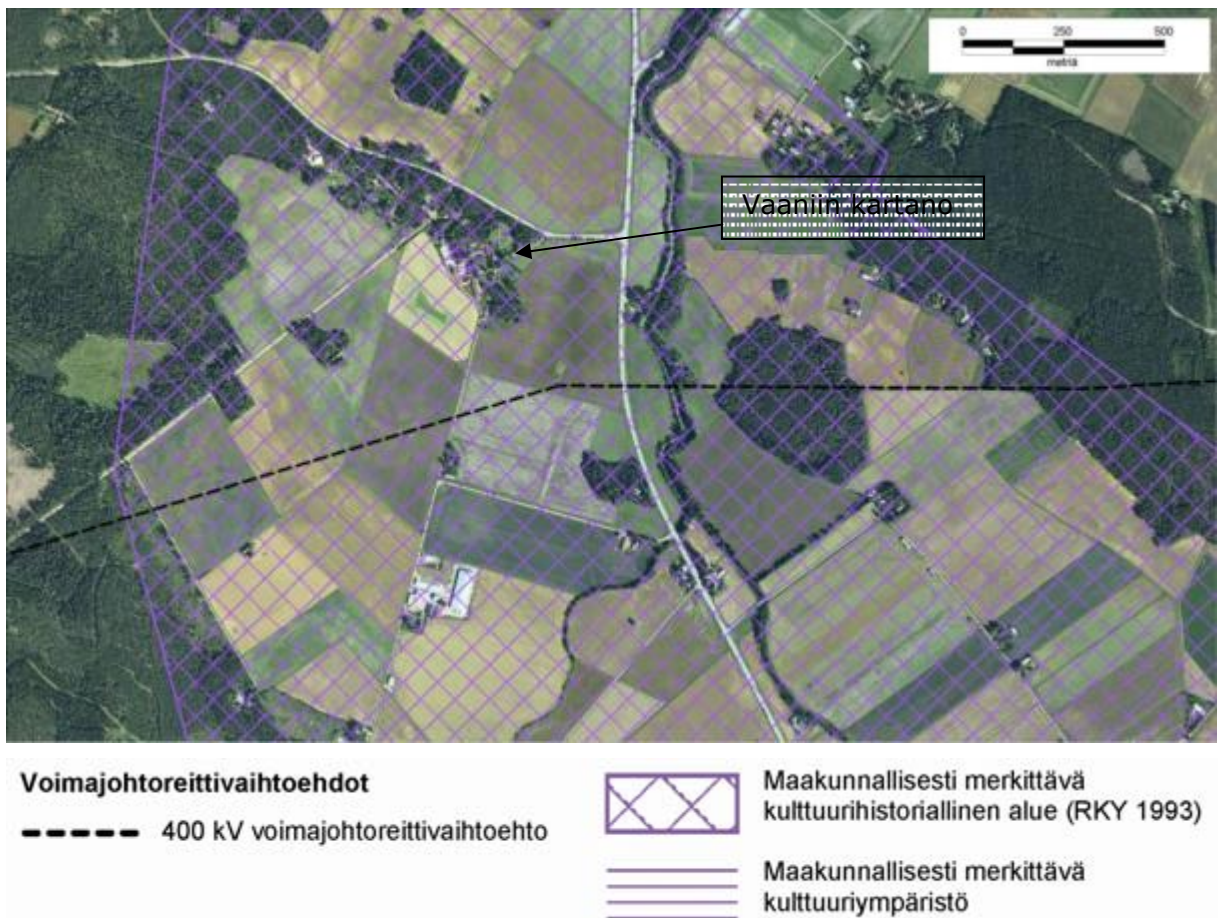 0 250 500
metriä
Vaaniin kartano
Voimajohtoreittivaihtoehdot
400 kV voimajohtoreittivaihtoehto
Maakunnallisesti merkittävä
kulttuurihistoriallinen alue (RKY 1993)
Maakunnallisesti merkittävä
kulttuuriympäristö